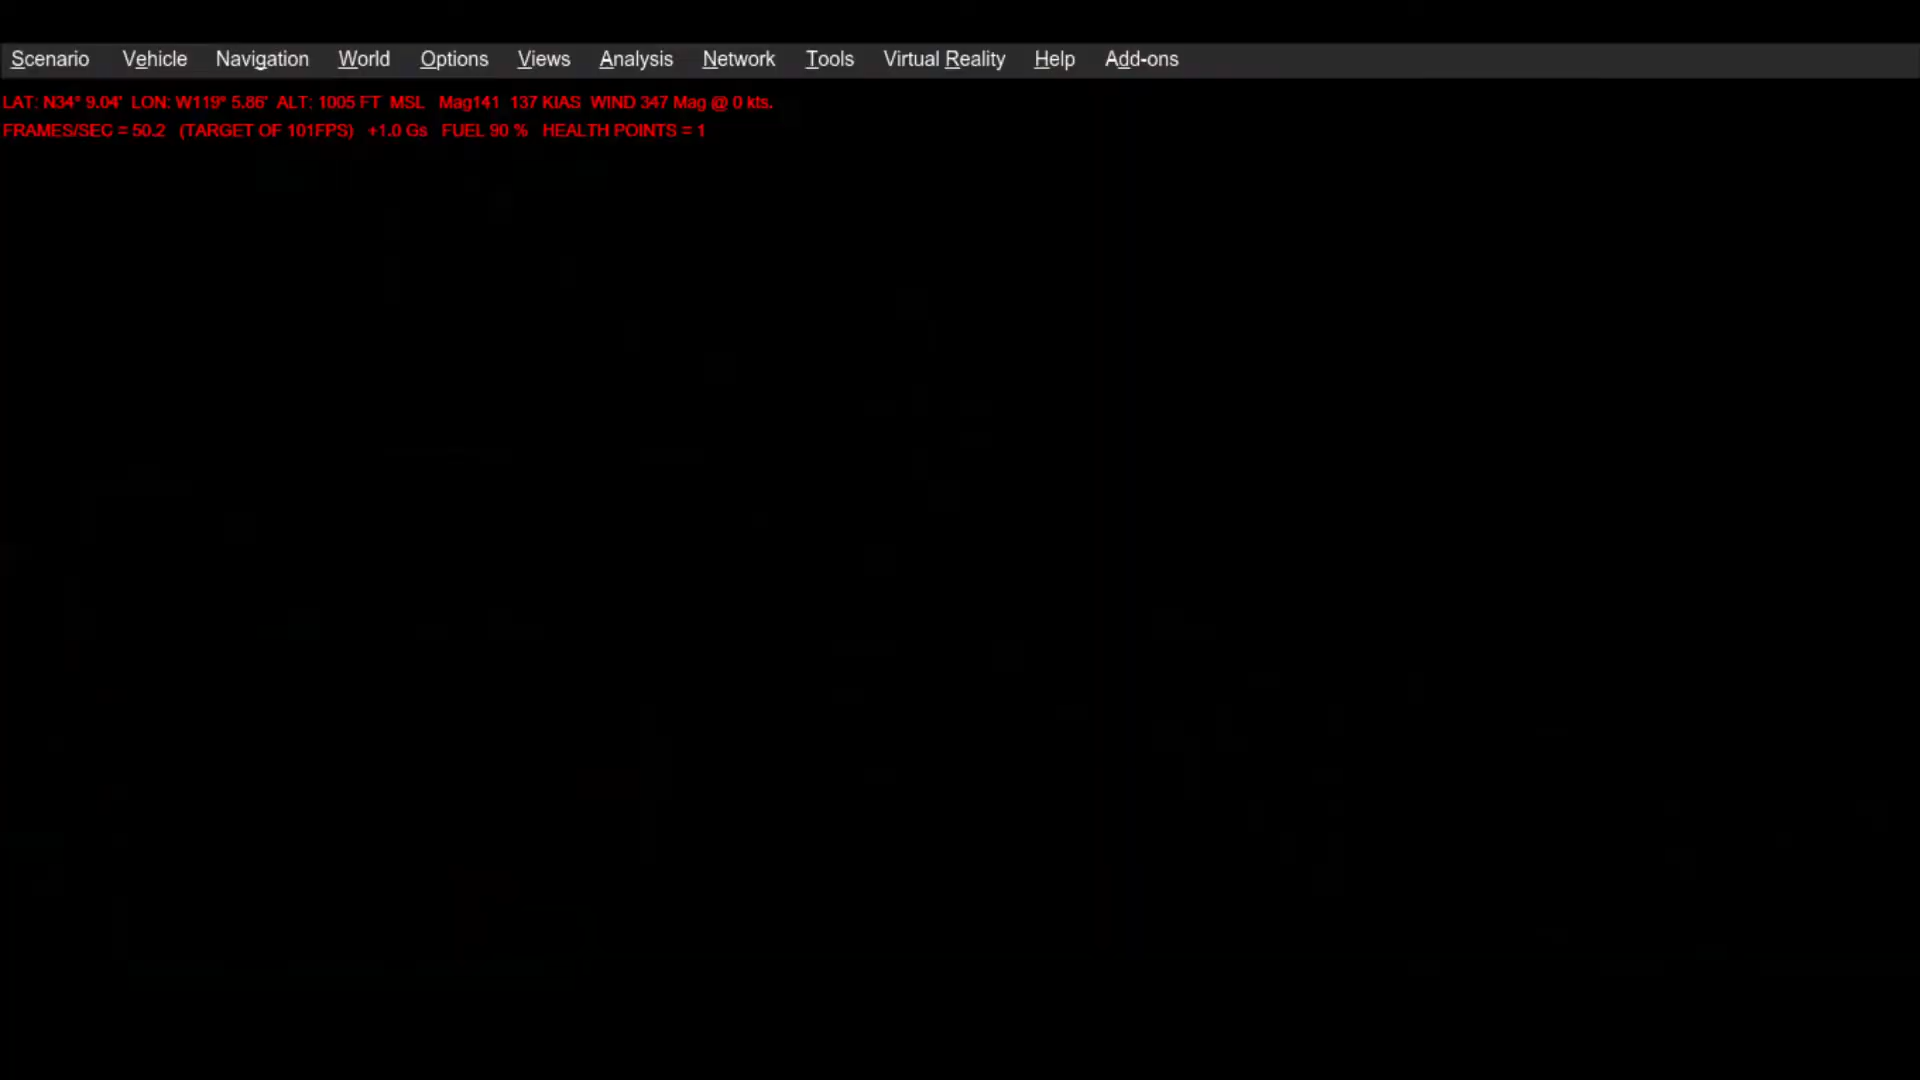 Scenario Vehicle Navigation World Options Views Analysis Network Tools Virtual Reality Help Add-ons
LAT: N34° 9.04' LON: W119° 5.86' ALT: 1005 FT MSL Mag141 137 KIAS WIND 347 Mag @ 0 kts.
FRAMES/SEC = 50.2 (TARGET OF 101FPS) +1.0 Gs FUEL 90 % HEALTH POINTS = 1